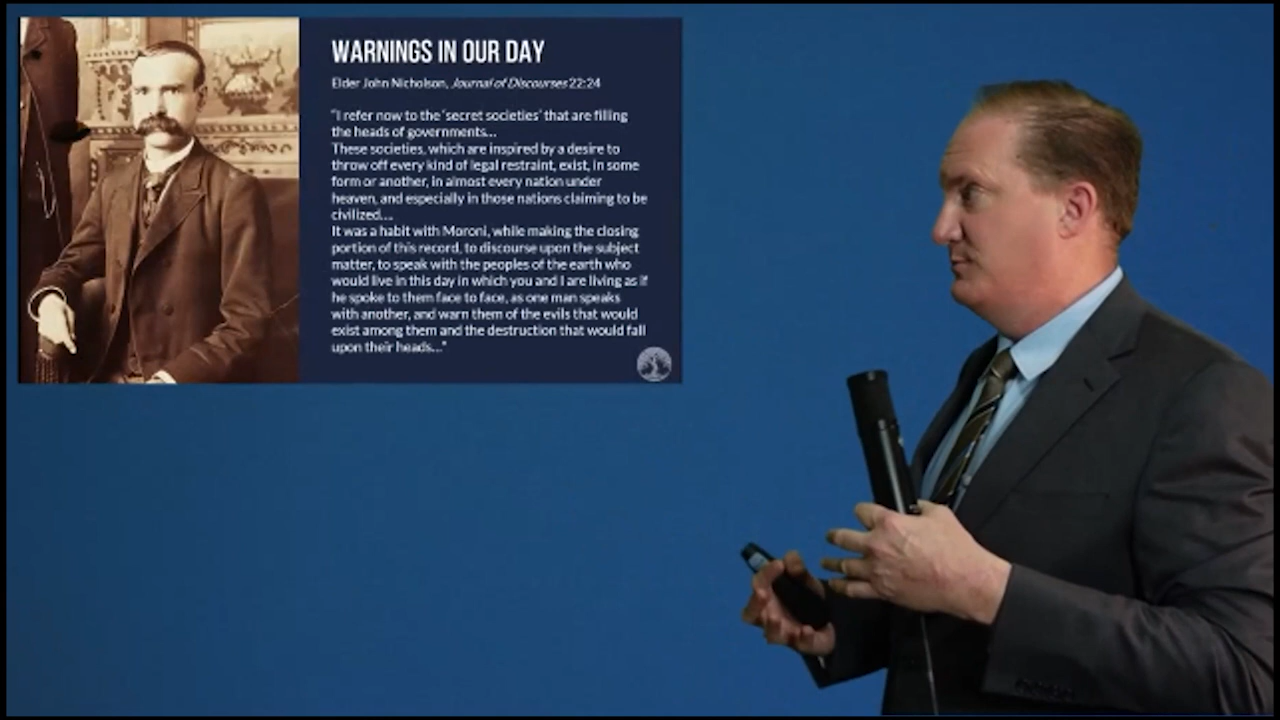 WARNINGS IN OUR DAY
Elder John Nicholson, Journal of Discourses 22:24
"I refer now to the 'secret societies' that are filling
the heads of governments...
These societies, which are inspired by a desire to
throw off every kind of legal restraint, exist, in some
form or another, in almost every nation under
heaven, and especially in those nations claiming to be
civilized....
It was a habit with Moroni, while making the closing
portion of this record, to discourse upon the subject
matter, to speak with the peoples of the earth who
would live in this day in which you and I are living as if
he spoke to them face to face, as one man speaks
with another, and warn them of the evils that would
exist among them and the destruction that would fall
upon their heads..."